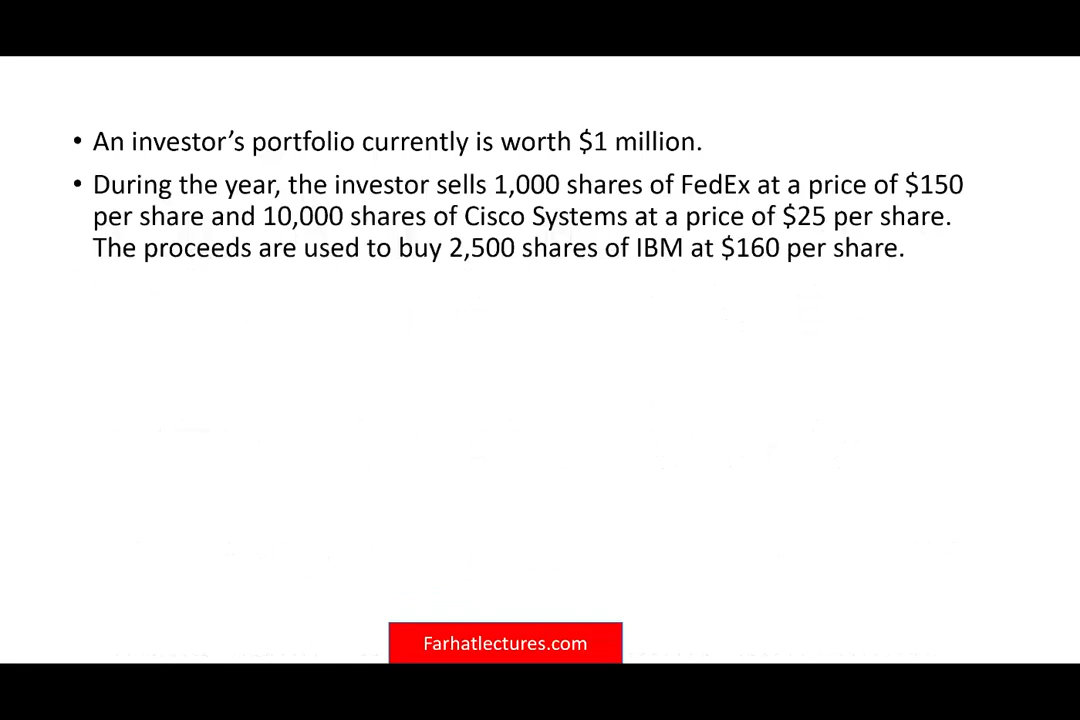 • An investor’s portfolio currently is worth $1 million.
• During the year, the investor sells 1,000 shares of FedEx at a price of $150
per share and 10,000 shares of Cisco Systems at a price of $25 per share.
The proceeds are used to buy 2,500 shares of IBM at $160 per share.
Farhatlectures.com